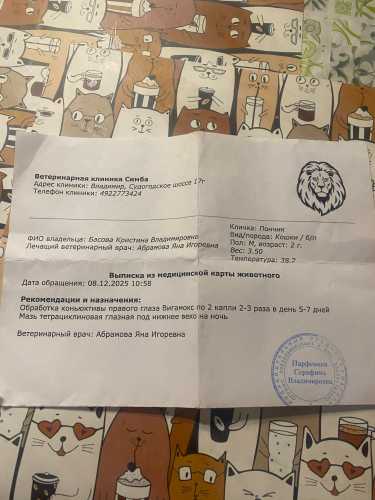 Ветеринарная клиника Симба
Адрес клиники: Владимир, Судогодское шоссе 17г
Телефон клиники: 4922773424
Кличка: Пончик
Вид/порода: Кошки / б/п
Пол: М, возраст: 2 г.
Вес: 3.50
Температура: 38.7
ФИО владельца: Басова Кристина Владимировно
Лечащий ветеринарный врач: Абрамова Яна Игоревна
Выписка из медицинской карты животного
Дата обращения: 08.12.2025 10:58
Рекомендации и назначения:
Обработка коньюктивы правого глаза Вигамокс по 2 капли 2-3 раза в день 5-7 дней
Мазь тетрациклиновая глазная под нижнее веко на ночь
Ветеринарный врач: Абрамова Яна Игоревна
Парфенова
Серафима
Владимировна